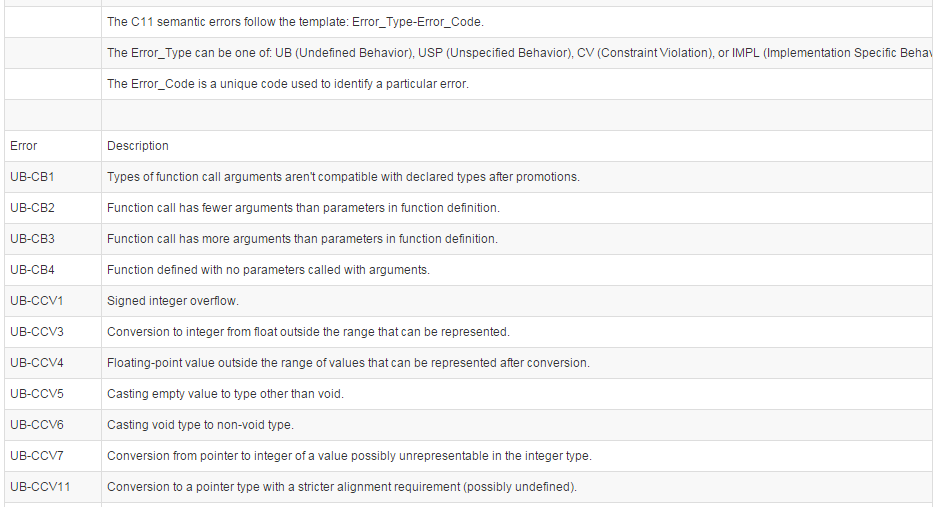 The C11 semantic errors follow the template: Error_Type-Error_Code.
The Error_Type can be one of: UB (Undefined Behavior), USP (Unspecified Behavior), CV (Constraint Violation), or IMPL (Implementation Specific Behav
The Error_Code is a unique code used to identify a particular error.
Error Description
UB-CB1 Types of function call arguments aren't compatible with declared types after promotions.
UB-CB2 Function call has fewer arguments than parameters in function definition.
UB-CB3 Function call has more arguments than parameters in function definition.
UB-CB4 Function defined with no parameters called with arguments.
UB-CCV1 Signed integer overflow.
UB-CCV3 Conversion to integer from float outside the range that can be represented.
UB-CCV4 Floating-point value outside the range of values that can be represented after conversion.
UB-CCV5 Casting empty value to type other than void.
UB-CCV6 Casting void type to non-void type.
UB-CCV7 Conversion from pointer to integer of a value possibly unrepresentable in the integer type.
UB-CCV11 Conversion to a pointer type with a stricter alignment requirement (possibly undefined).